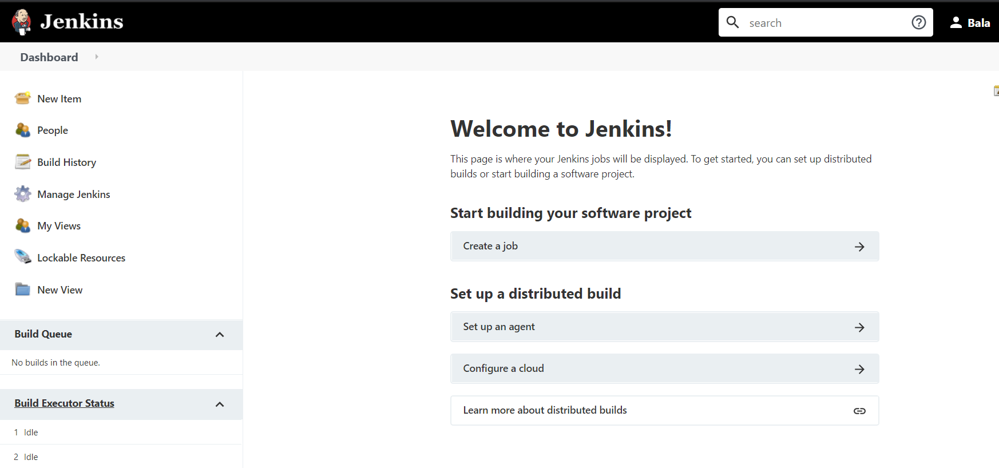 Jenkins
search
Bala
Dashboard
New Item
People
Build History
Manage Jenkins
My Views
Lockable Resources
New View
Build Queue
No builds in the queue.
Build Executor Status
1 Idle
2 Idle
Welcome to Jenkins!
This page is where your Jenkins jobs will be displayed. To get started, you can set up distributed
builds or start building a software project.
Start building your software project
Create a job
Set up a distributed build
Set up an agent
Configure a cloud
Learn more about distributed builds